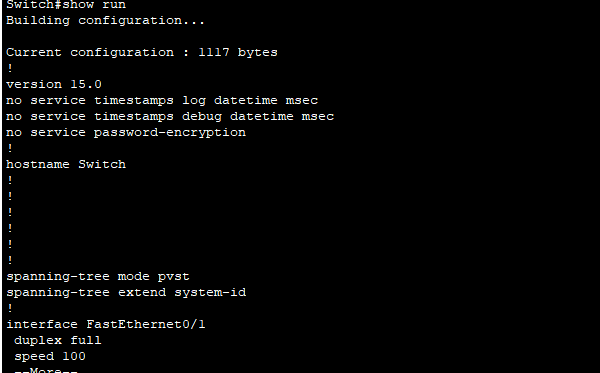 Switch#show run
Building configuration...
Current configuration : 1117 bytes
!
version 15.0
no service timestamps log datetime msec
no service timestamps debug datetime msec
no service password-encryption
!
hostname Switch
!
!
!
!
!
!
spanning-tree mode pvst
spanning-tree extend system-id
!
interface FastEthernet0/1
duplex full
speed 100
--More--